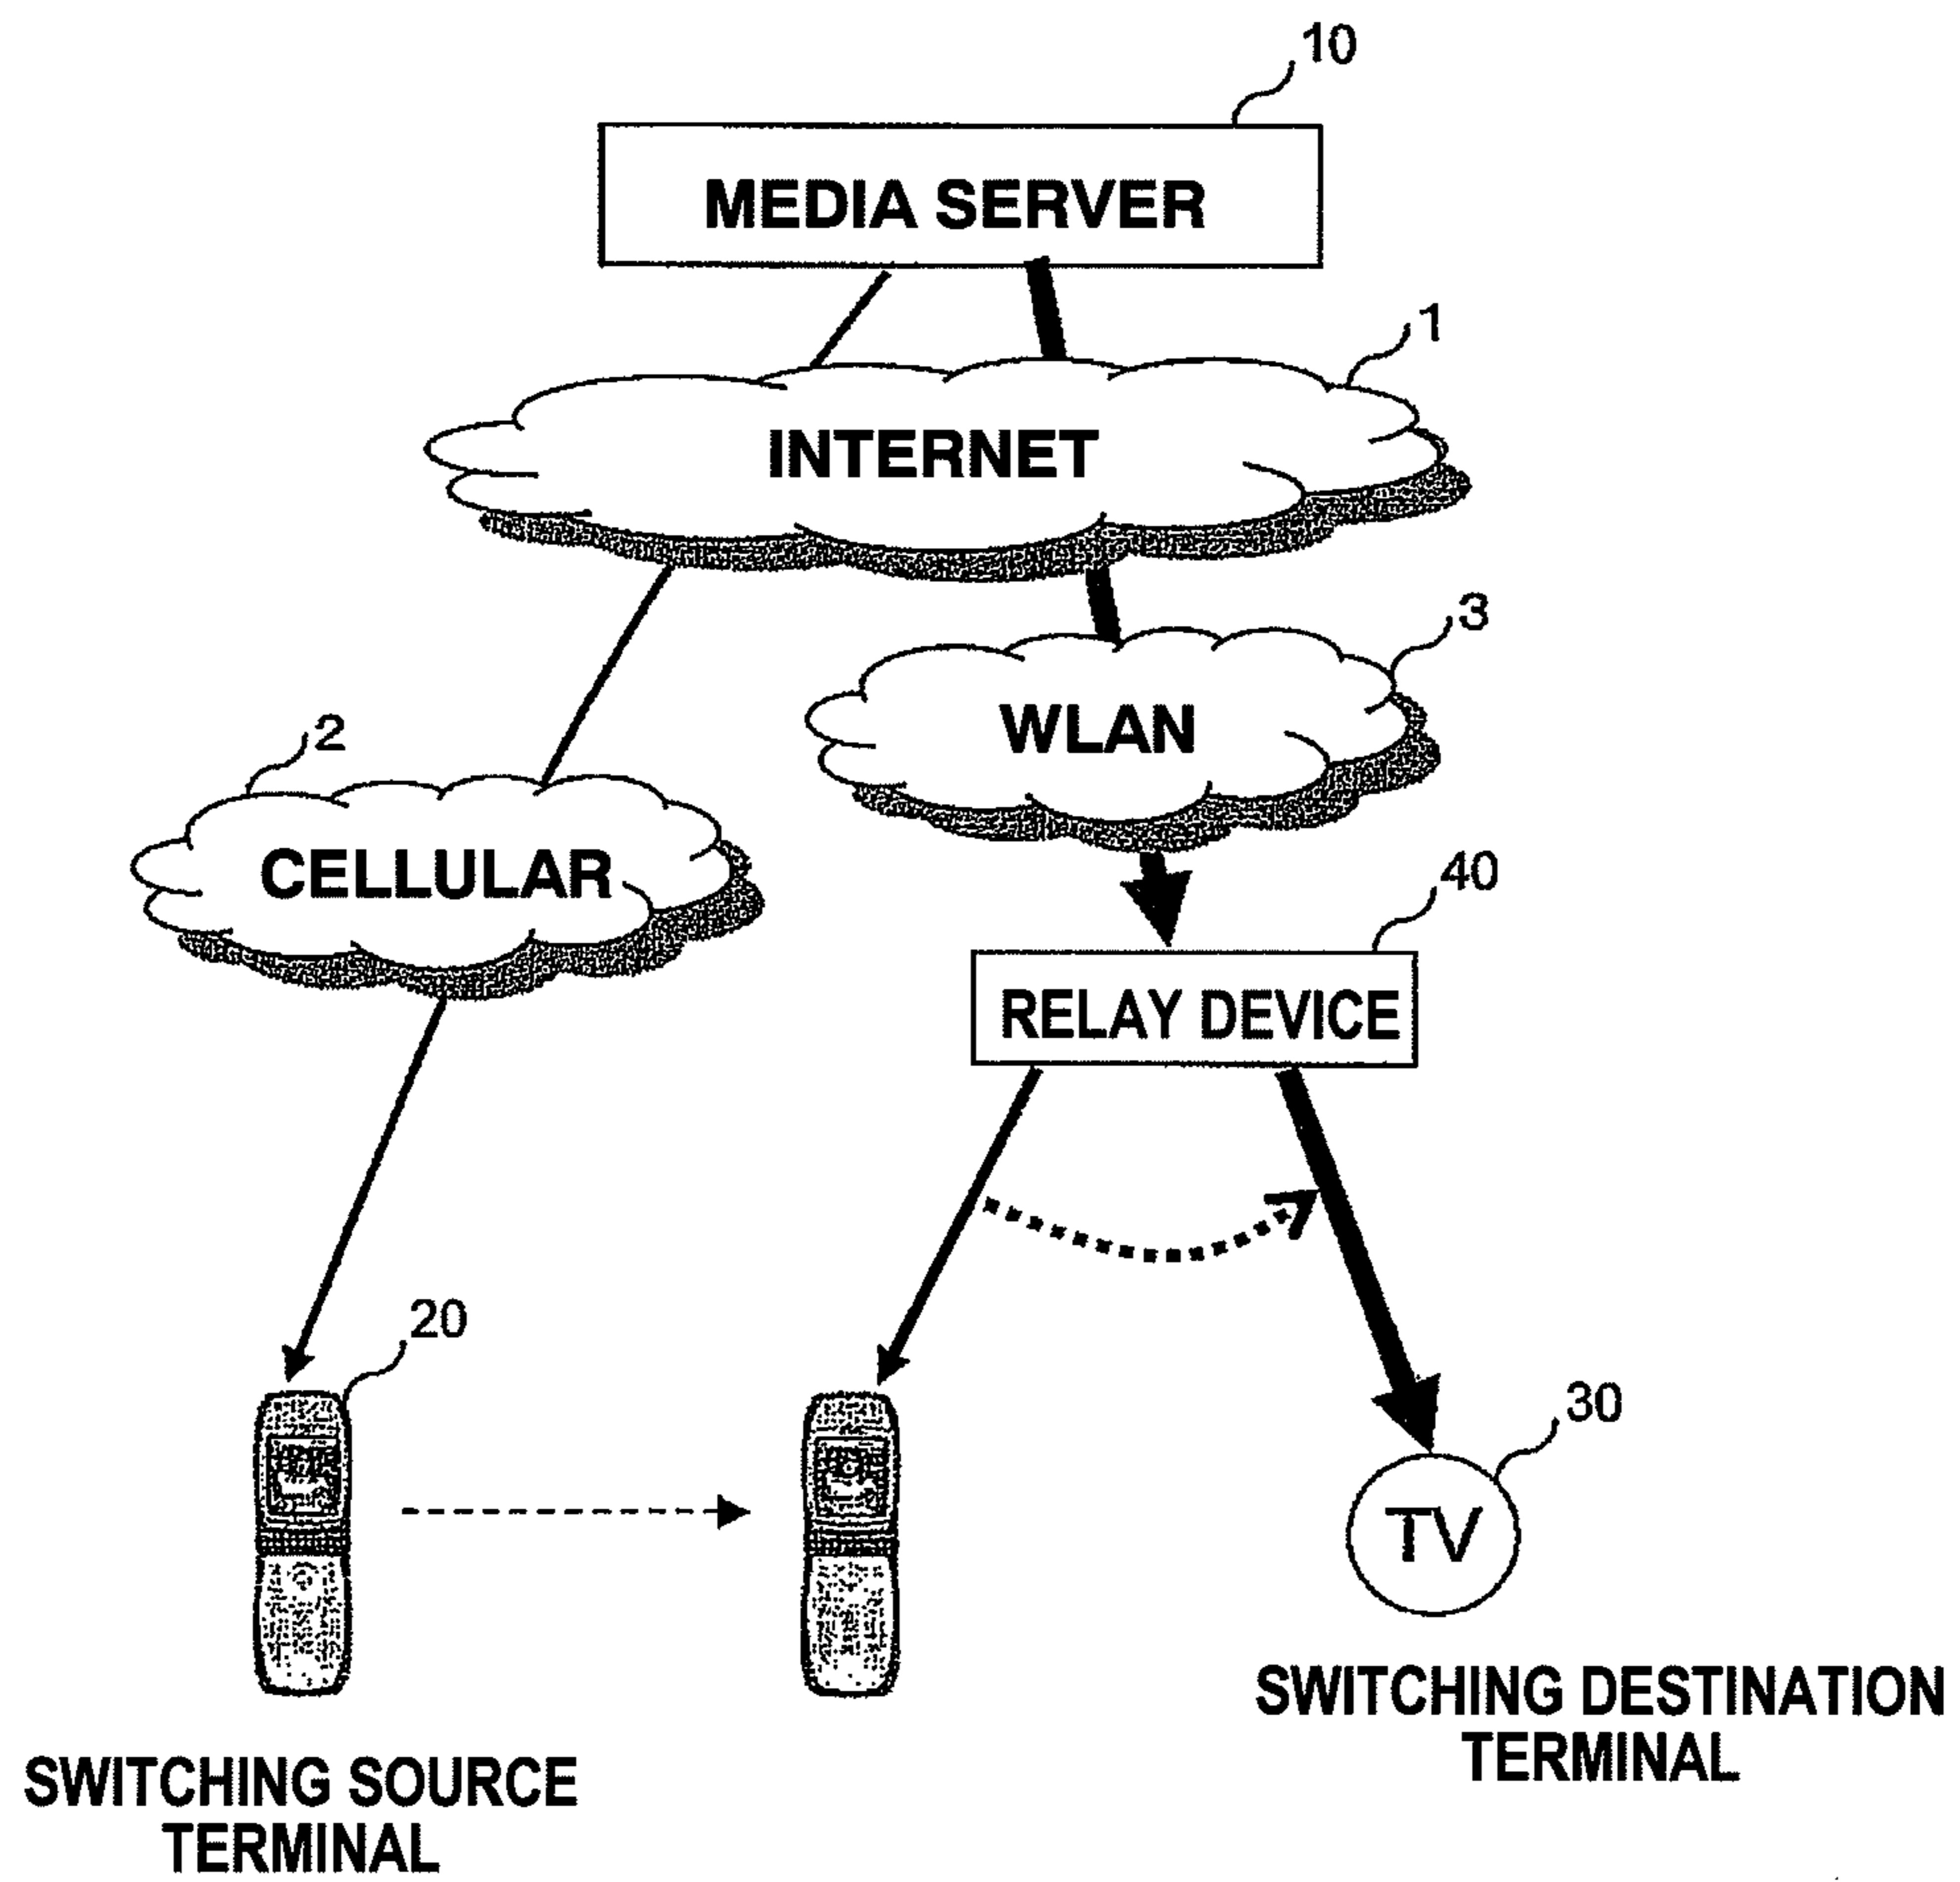 10
MEDIA SERVER
1
INTERNET
3
WLAN
2
CELLULAR
40
RELAY DEVICE
20
30
TV
SWITCHING DESTINATION
TERMINAL
SWITCHING SOURCE
TERMINAL